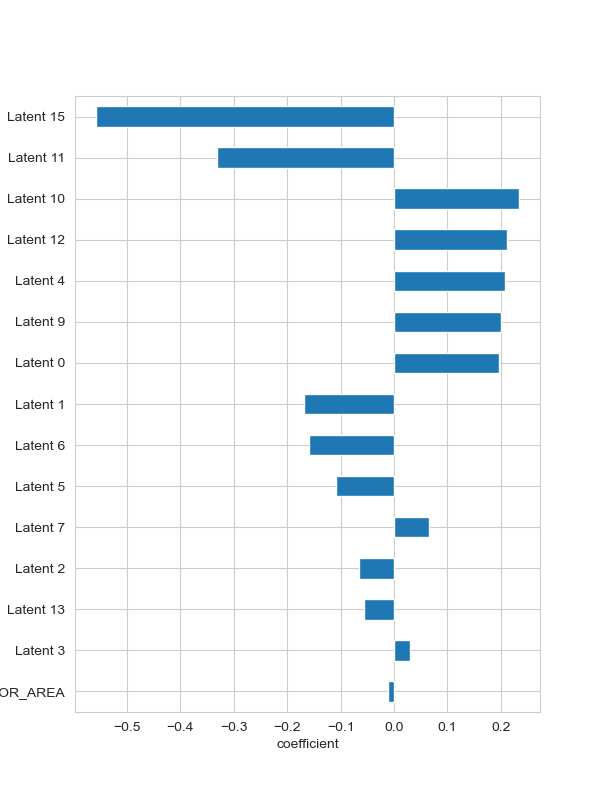 Latent 15
Latent 11
Latent 10
Latent 12
Latent 4
Latent 9
Latent 0
Latent 1
Latent 6
Latent 5
Latent 7
Latent 2
Latent 13
Latent 3
OR_AREA
−0.5 −0.4 −0.3 −0.2 −0.1 0.0 0.1 0.2
coefficient